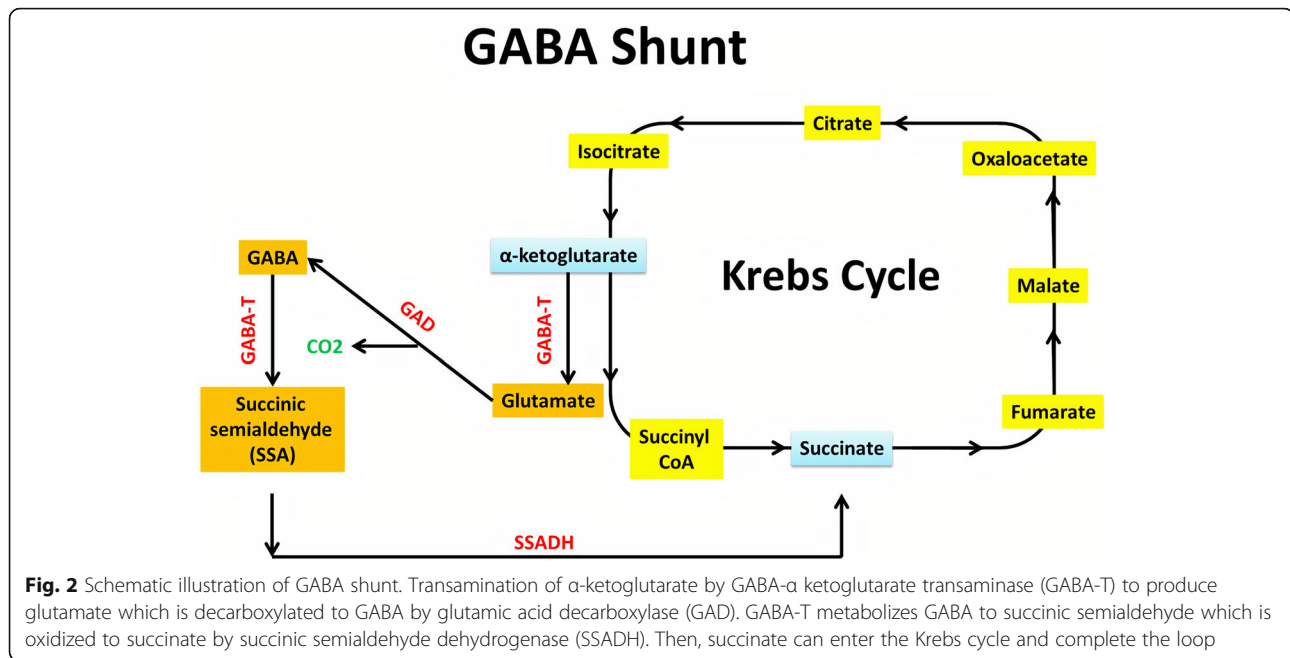 GABA Shunt
Citrate
Isocitrate
Oxaloacetate
GABA
α-ketoglutarate
Krebs Cycle
Malate
GABA-T
GAD
GABA-T
CO2
Succinic
semialdehyde
(SSA)
Glutamate
Fumarate
Succinyl
CoA
Succinate
SSADH
Fig. 2 Schematic illustration of GABA shunt. Transamination of α-ketoglutarate by GABA-α ketoglutarate transaminase (GABA-T) to produce
glutamate which is decarboxylated to GABA by glutamic acid decarboxylase (GAD). GABA-T metabolizes GABA to succinic semialdehyde which is
oxidized to succinate by succinic semialdehyde dehydrogenase (SSADH). Then, succinate can enter the Krebs cycle and complete the loop